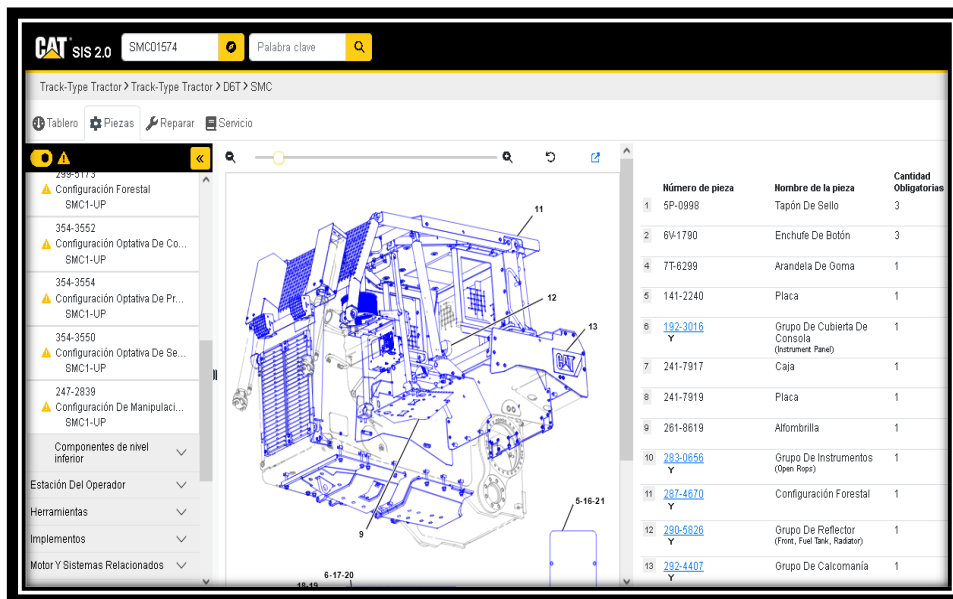 CAT SIS 2.0 SMC01574 Palabra clave
Track-Type Tractor > Track-Type Tractor > D6T > SMC
Tablero Piezas Reparar Servicio
299-5173
Configuración Forestal
SMC1-UP
354-3552
Configuración Optativa De Co...
SMC1-UP
354-3554
Configuración Optativa De Pr...
SMC1-UP
354-3550
Configuración Optativa De Se...
SMC1-UP
247-2839
Configuración De Manipulaci...
SMC1-UP
Componentes de nivel
inferior
Estación Del Operador
Herramientas
Implementos
Motor Y Sistemas Relacionados
11
12
13
CAT
9
5-16-21
6-17-20
18-19
Número de pieza Nombre de la pieza Cantidad
Obligatorias
1 5P-0998 Tapón De Sello 3
2 6V-1790 Enchufe De Botón 3
4 7T-6299 Arandela De Goma 1
5 141-2240 Placa 1
6 192-3016 Grupo De Cubierta De 1
Y Consola
(Instrument Panel)
7 241-7917 Caja 1
8 241-7919 Placa 1
9 261-8619 Alfombrilla 1
10 283-0656 Grupo De Instrumentos 1
Y (Open Rops)
11 287-4670 Configuración Forestal 1
Y
12 290-5826 Grupo De Reflector 1
Y (Front, Fuel Tank, Radiator)
13 292-4407 Grupo De Calcomanía 1
Y